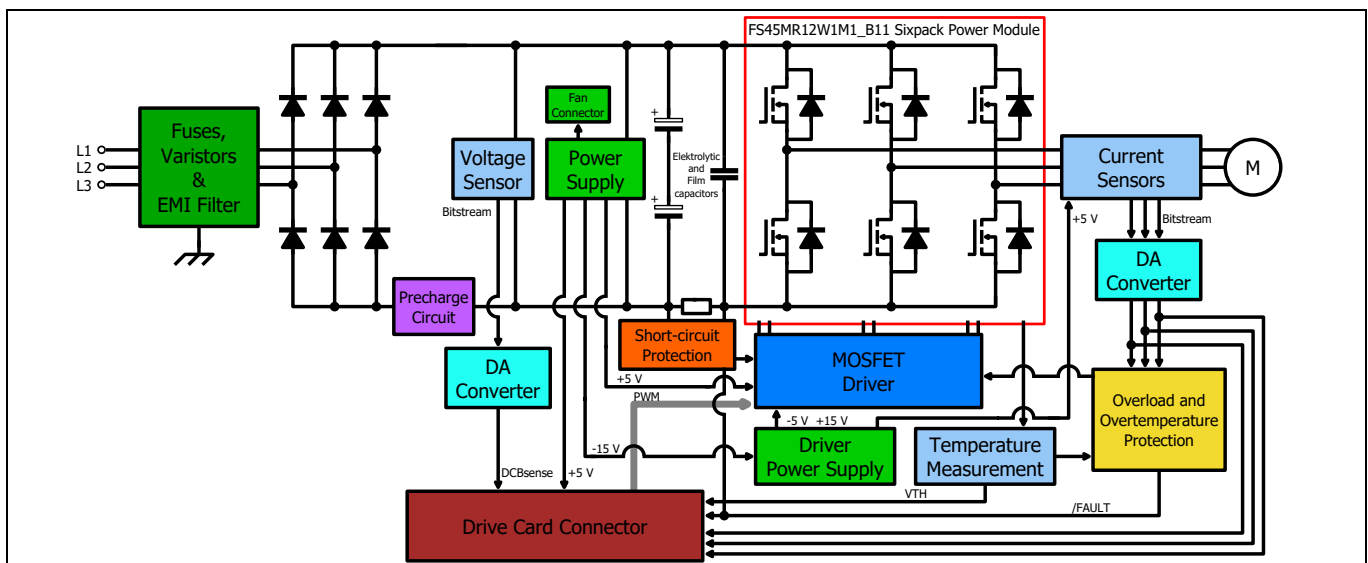 FS45MR12W1M1_B11 Sixpack Power Module
Fan
Connector
Fuses,
Varistors
&
EMI Filter
L1
L2
L3
Voltage
Sensor
Power
Supply
+
+
Elektrolytic
and
Film
capacitors
Current
Sensors
M
Bitstream
+5 V
Bitstream
DA
Converter
Precharge
Circuit
Short-circuit
Protection
MOSFET
Driver
DA
Converter
+5 V
PWM
Overload and
Overtemperature
Protection
-5 V
+15 V
-15 V
Driver
Power Supply
Temperature
Measurement
DCBsense
+5 V
VTH
/FAULT
Drive Card Connector